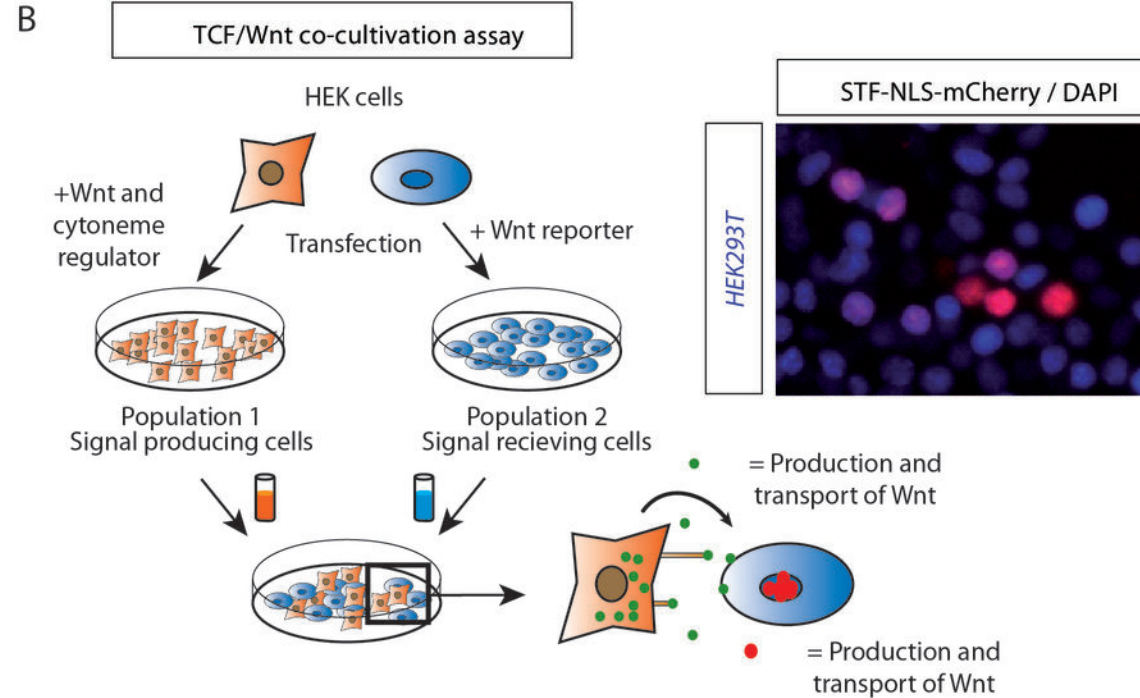 B
TCF/Wnt co-cultivation assay
HEK cells
+Wnt and
cytoneme
regulator
Transfection
+ Wnt reporter
Population 1
Signal producing cells
Population 2
Signal recieving cells
STF-NLS-mCherry / DAPI
HEK293T
= Production and
transport of Wnt
= Production and
transport of Wnt